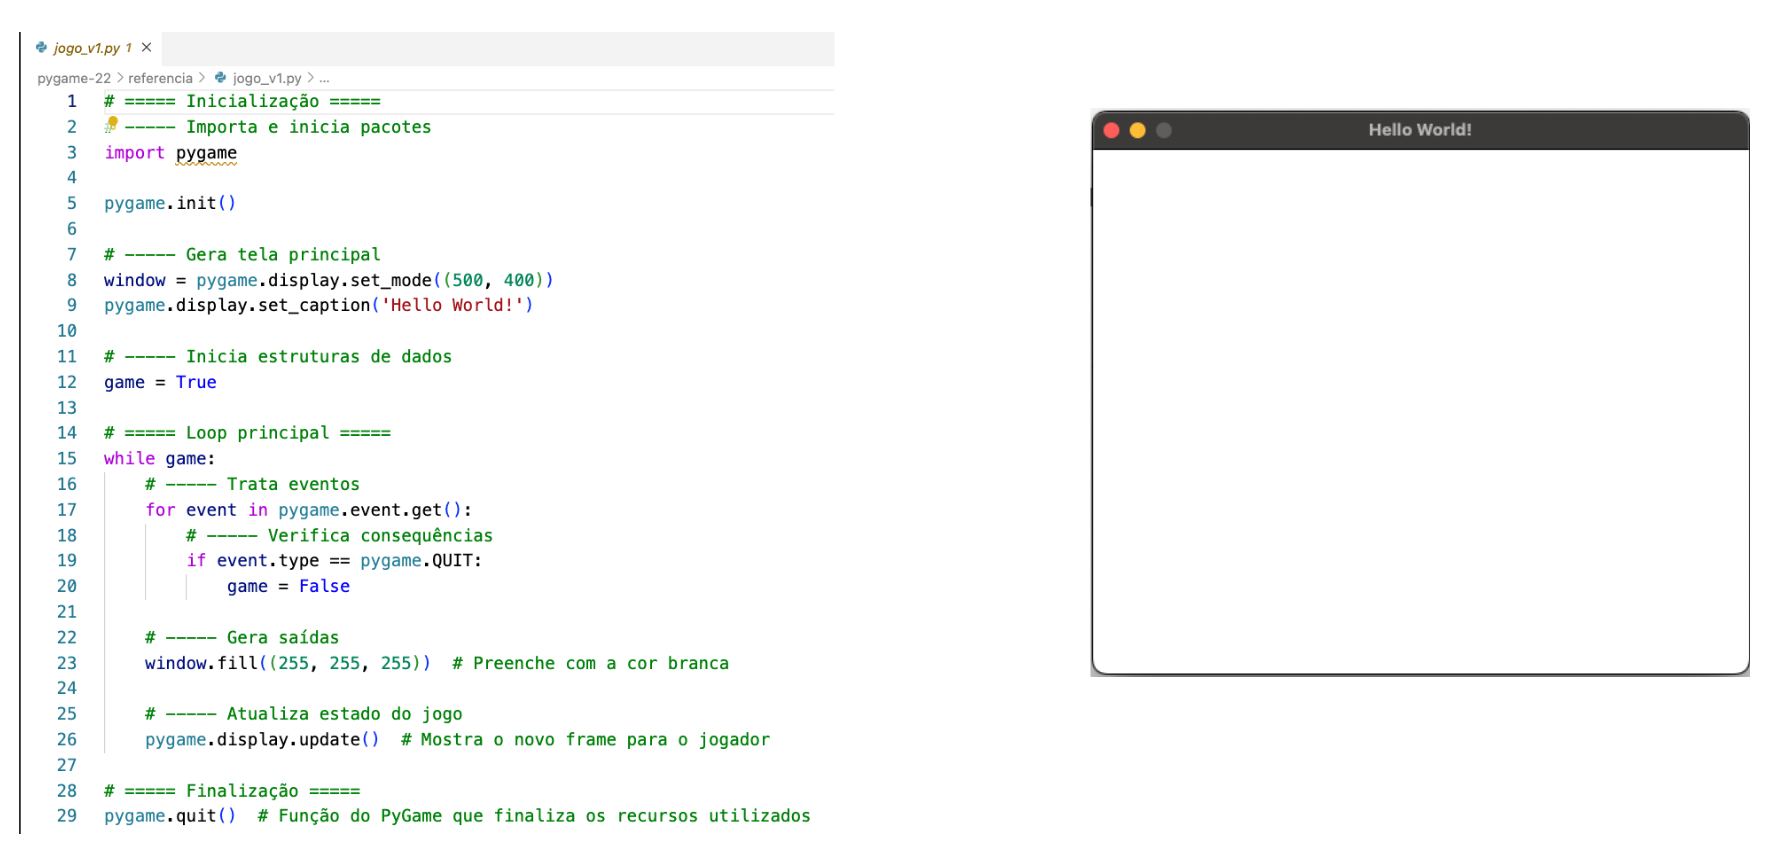 jogo_v1.py 1 ×
pygame-22 > referencia > jogo_v1.py > ...
1 # ===== Inicialização =====
2 # ----- Importa e inicia pacotes
3 import pygame
4
5 pygame.init()
6
7 # ----- Gera tela principal
8 window = pygame.display.set_mode((500, 400))
9 pygame.display.set_caption('Hello World!')
10
11 # ----- Inicia estruturas de dados
12 game = True
13
14 # ===== Loop principal =====
15 while game:
16     # ----- Trata eventos
17     for event in pygame.event.get():
18         # ----- Verifica consequências
19         if event.type == pygame.QUIT:
20             game = False
21
22     # ----- Gera saídas
23     window.fill((255, 255, 255))  # Preenche com a cor branca
24
25     # ----- Atualiza estado do jogo
26     pygame.display.update()  # Mostra o novo frame para o jogador
27
28 # ===== Finalização =====
29 pygame.quit()  # Função do PyGame que finaliza os recursos utilizados
Hello World!